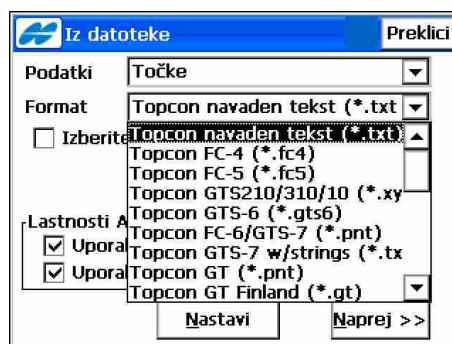 Iz datoteke
Preklici
Podatki
Točke
Format
Topcon navaden tekst (*.txt
Izberite
Topcon navaden tekst (*.txt)
Topcon FC-4 (*.fc4)
Topcon FC-5 (*.fc5)
Topcon GTS210/310/10 (*.xy
Topcon GTS-6 (*.gts6)
Topcon FC-6/GTS-7 (*.pnt)
Topcon GTS-7 w/strings (*.tx
Topcon GT (*.pnt)
Topcon GT Finland (*.gt)
Lastnosti A
Uporal
Uporal
Nastavi
Naprej >>